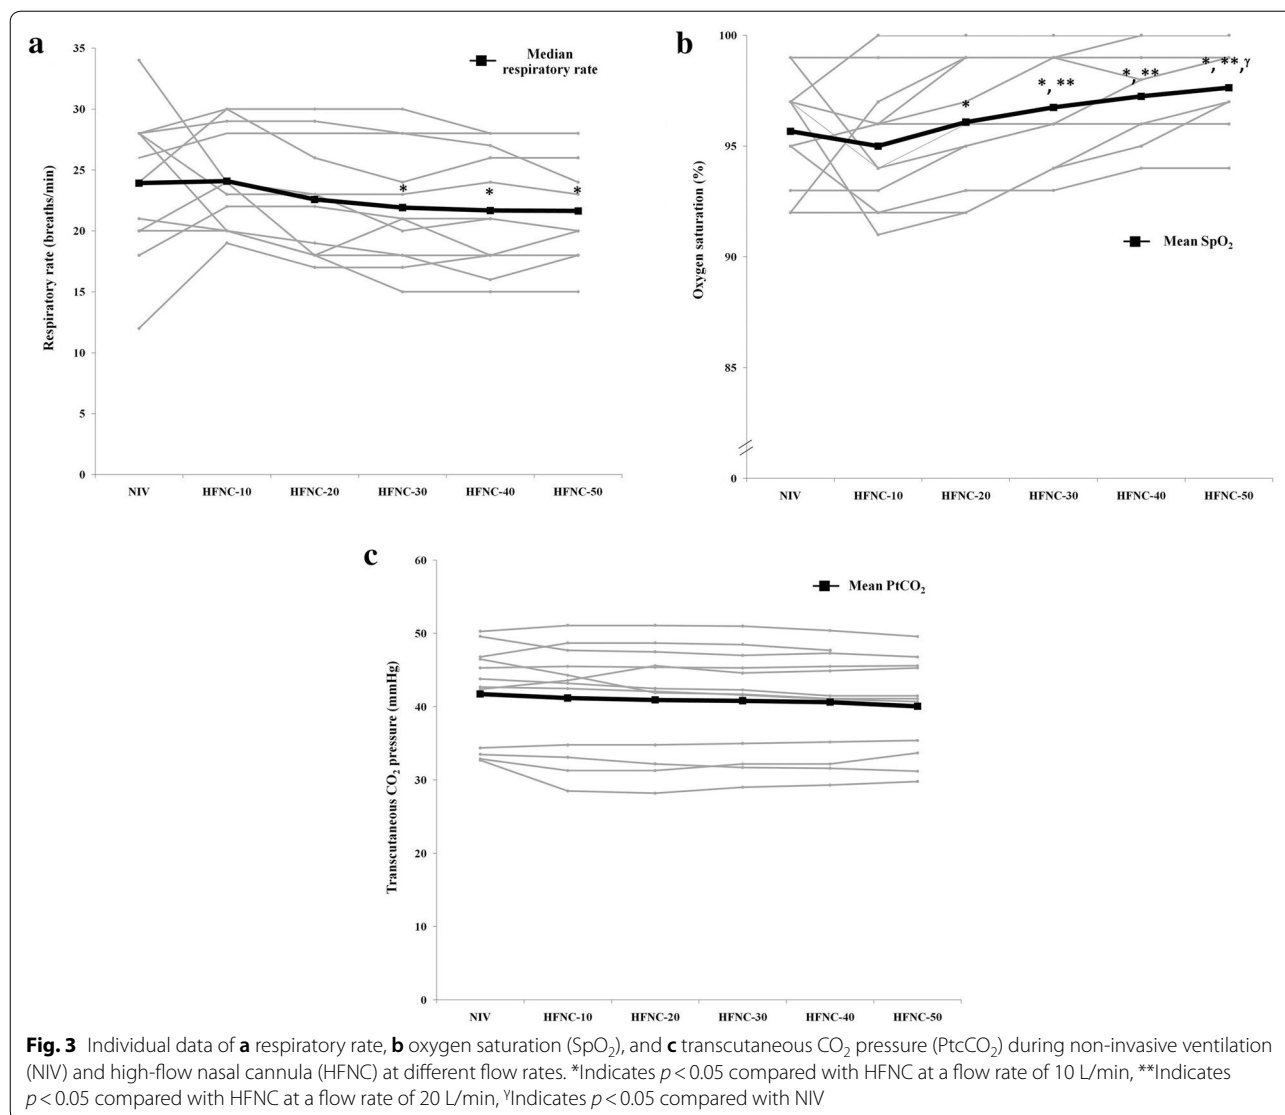 a
Median
respiratory rate
Respiratory rate (breaths/min)
35
30
25
20
15
10
5
0
* * *
NIV HFNC-10 HFNC-20 HFNC-30 HFNC-40 HFNC-50
b
Oxygen saturation (%)
100
95
90
85
0
* *, ** *, ** *, **, γ
Mean SpO₂
NIV HFNC-10 HFNC-20 HFNC-30 HFNC-40 HFNC-50
c
Mean PtCO₂
Transcutaneous CO₂ pressure (mmHg)
60
50
40
30
20
10
0
NIV HFNC-10 HFNC-20 HFNC-30 HFNC-40 HFNC-50
Fig. 3 Individual data of a respiratory rate, b oxygen saturation (SpO₂), and c transcutaneous CO₂ pressure (PtcCO₂) during non-invasive ventilation
(NIV) and high-flow nasal cannula (HFNC) at different flow rates. *Indicates p < 0.05 compared with HFNC at a flow rate of 10 L/min, **Indicates
p < 0.05 compared with HFNC at a flow rate of 20 L/min, ᵞIndicates p < 0.05 compared with NIV